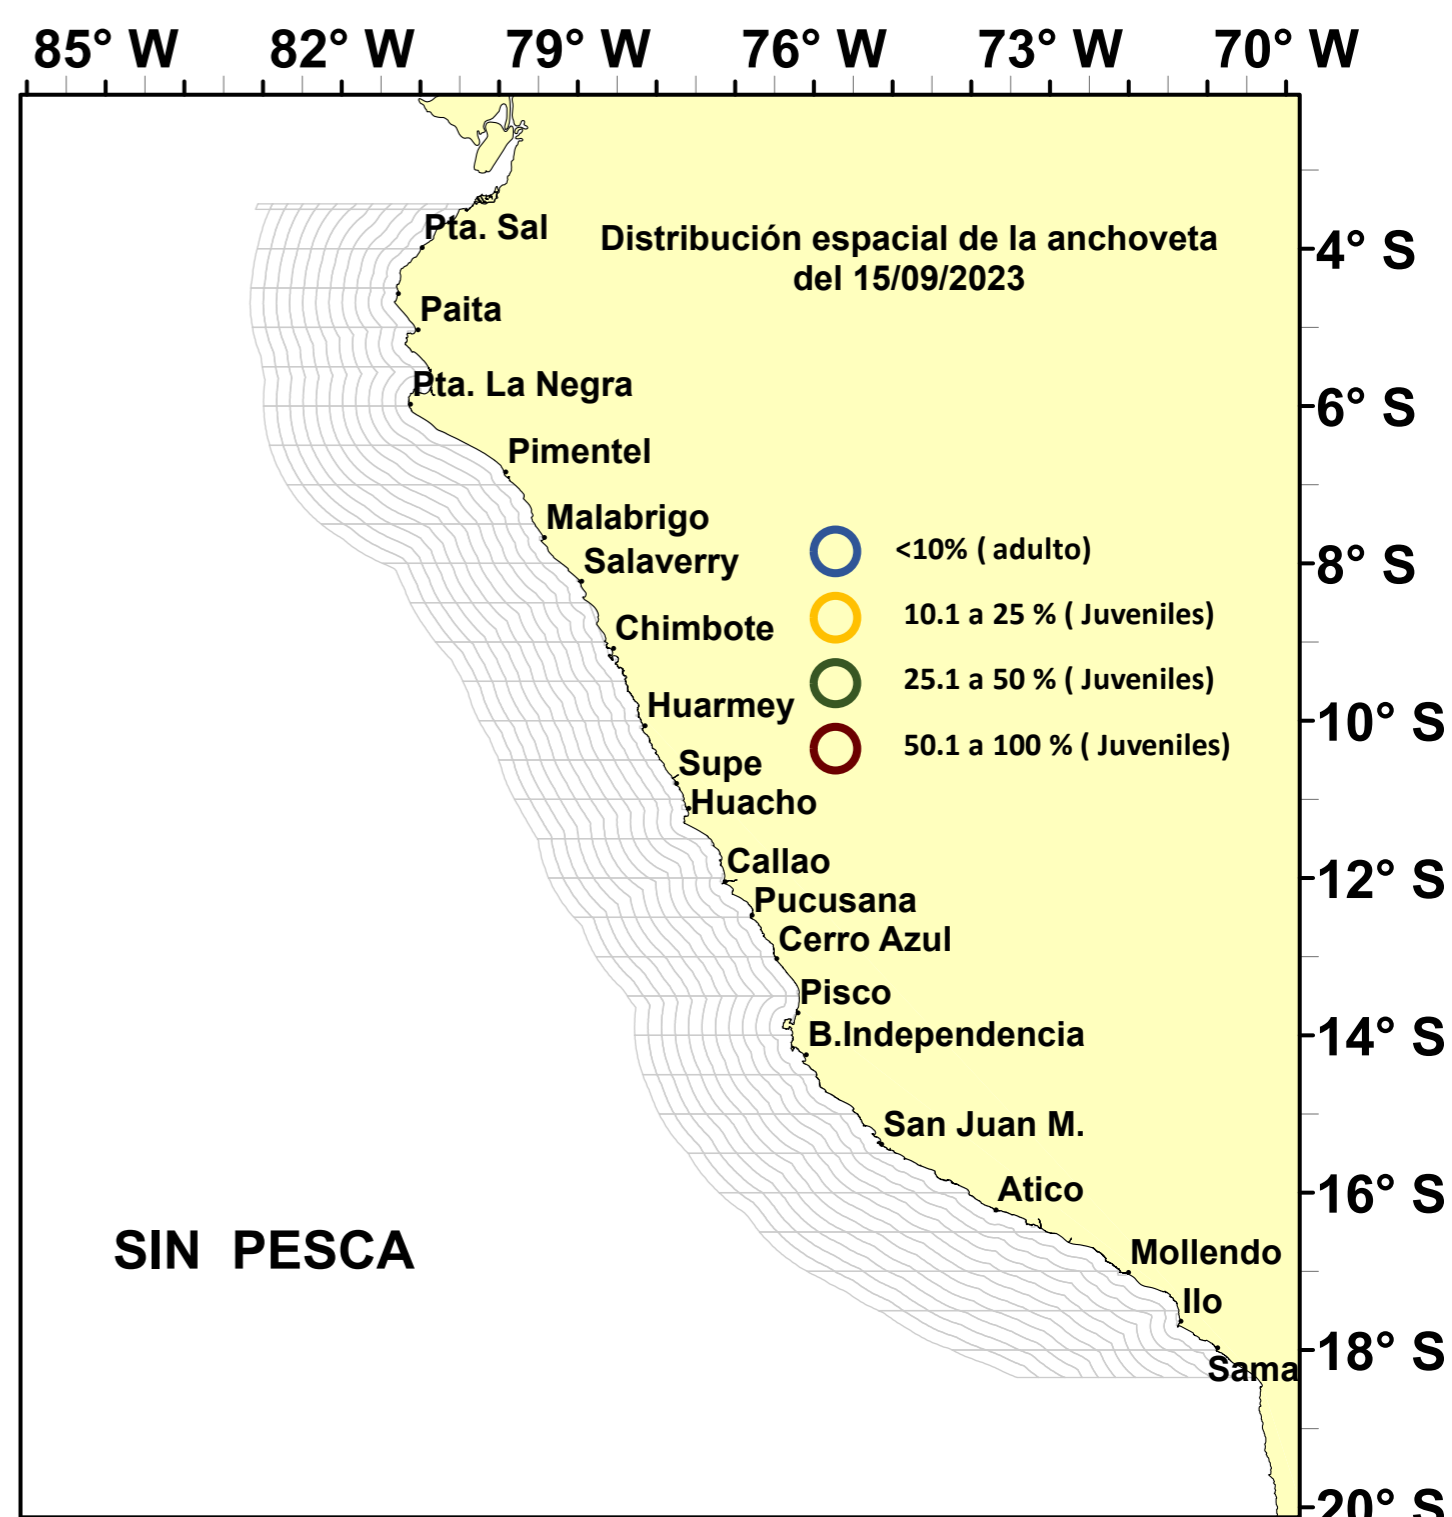 85° W 82° W 79° W 76° W 73° W 70° W
Pta. Sal
Distribución espacial de la anchoveta
del 15/09/2023
4° S
Paita
Pta. La Negra
6° S
Pimentel
Malabrigo
<10% ( adulto)
Salaverry
8° S
10.1 a 25 % ( Juveniles)
Chimbote
25.1 a 50 % ( Juveniles)
Huarmey
10° S
50.1 a 100 % ( Juveniles)
Supe
Huacho
Callao
12° S
Pucusana
Cerro Azul
Pisco
B.Independencia
14° S
San Juan M.
Atico
16° S
SIN PESCA
Mollendo
Ilo
18° S
Sama
20° S